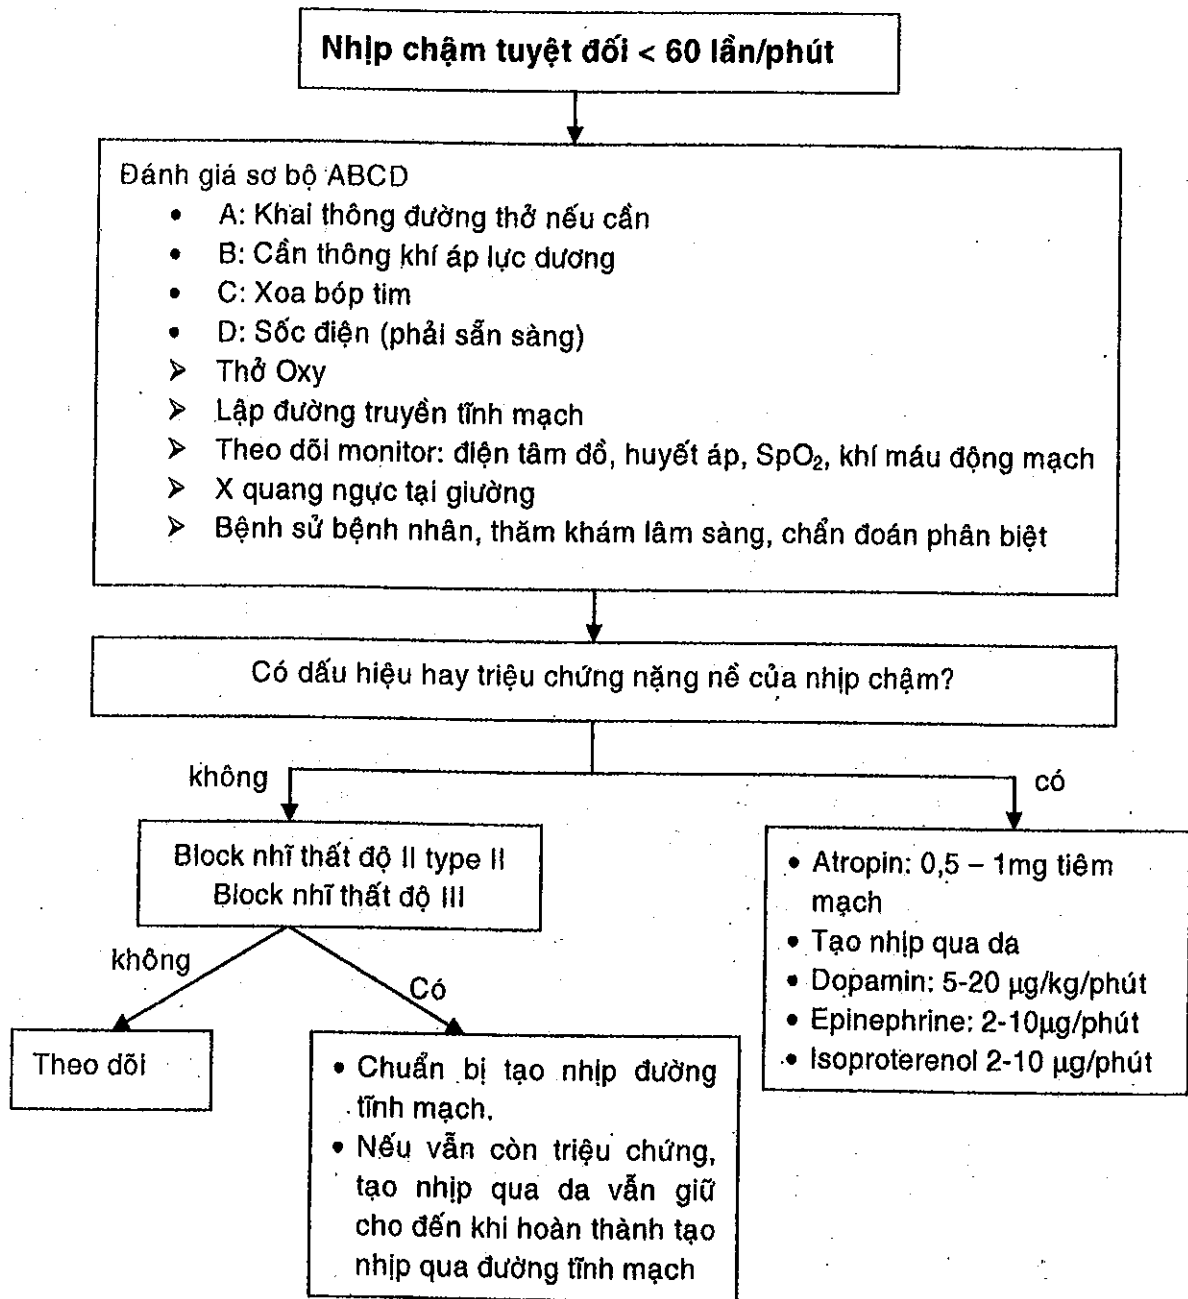 Nhịp chậm tuyệt đối < 60 lần/phút
Đánh giá sơ bộ ABCD
• A: Khai thông đường thở nếu cần
• B: Cần thông khí áp lực dương
• C: Xoa bóp tim
• D: Sốc điện (phải sẵn sàng)
➢ Thở Oxy
➢ Lập đường truyền tĩnh mạch
➢ Theo dõi monitor: điện tâm đồ, huyết áp, SpO₂, khí máu động mạch
➢ X quang ngực tại giường
➢ Bệnh sử bệnh nhân, thăm khám lâm sàng, chẩn đoán phân biệt
Có dấu hiệu hay triệu chứng nặng nề của nhịp chậm?
không
có
Block nhĩ thất độ II type II
Block nhĩ thất độ III
• Atropin: 0,5 – 1mg tiêm
mạch
• Tạo nhịp qua da
• Dopamin: 5-20 µg/kg/phút
• Epinephrine: 2-10µg/phút
• Isoproterenol 2-10 µg/phút
không
Có
Theo dõi
• Chuẩn bị tạo nhịp đường
tĩnh mạch.
• Nếu vẫn còn triệu chứng,
tạo nhịp qua da vẫn giữ
cho đến khi hoàn thành tạo
nhịp qua đường tĩnh mạch